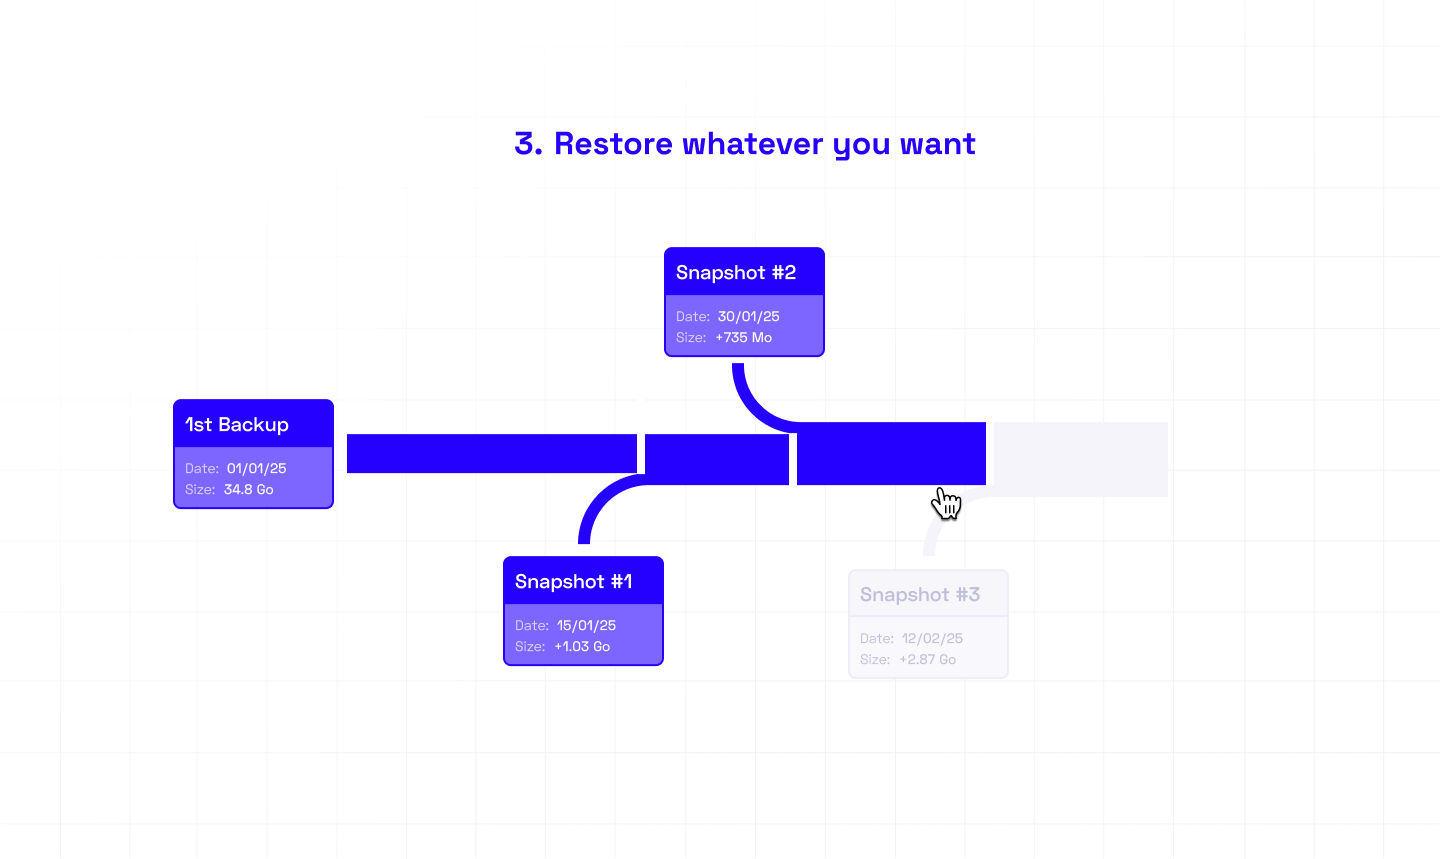 3. Restore whatever you want
Snapshot #2
Date: 30/01/25
Size: +735 Mo
1st Backup
Date: 01/01/25
Size: 34.8 Go
Snapshot #1
Date: 15/01/25
Size: +1.03 Go
Snapshot #3
Date: 12/02/25
Size: +2.87 Go